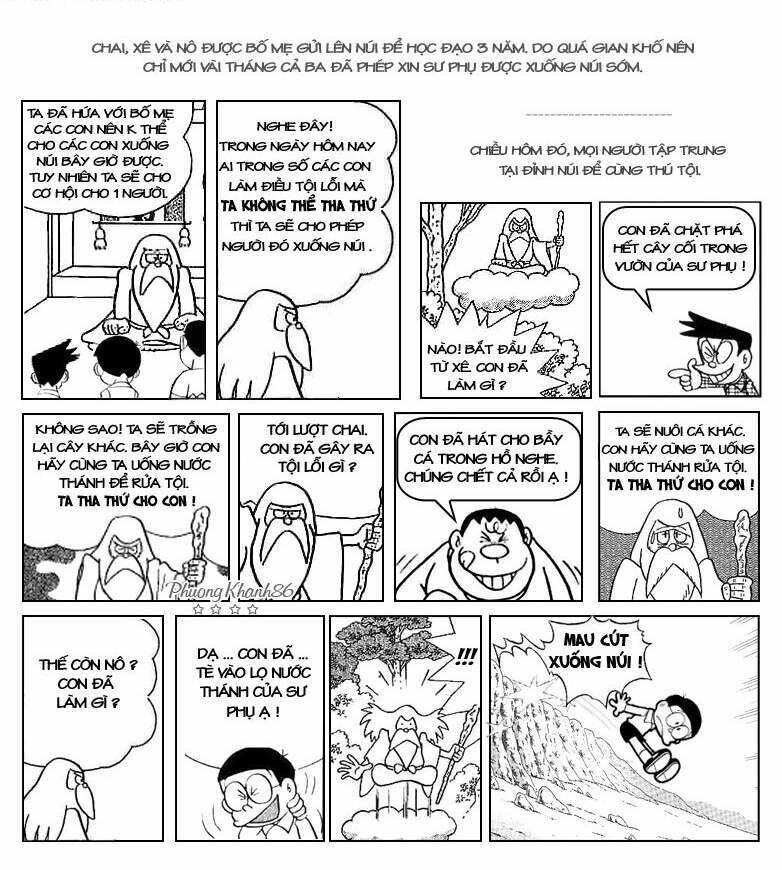 CHAI, XÊ VÀ NÔ ĐƯỢC BỐ MẸ GỬI LÊN NÚI ĐỂ HỌC ĐẠO 3 NĂM. DO QUÁ GIAN KHỔ NÊN
CHỈ MỚI VÀI THÁNG CẢ BA ĐÃ PHÉP XIN SƯ PHỤ ĐƯỢC XUỐNG NÚI SỚM.
TA ĐÃ HỨA VỚI BỐ MẸ
CÁC CON NÊN K THỂ
CHO CÁC CON XUỐNG
NÚI BÂY GIỜ ĐƯỢC.
TUY NHIÊN TA SẼ CHO
CƠ HỘI CHO 1 NGƯỜI.
NGHE ĐÂY!
TRONG NGÀY HÔM NAY
AI TRONG SỐ CÁC CON
LÀM ĐIỀU TỘI LỖI MÀ
TA KHÔNG THỂ THA THỨ
THÌ TA SẼ CHO PHÉP
NGƯỜI ĐÓ XUỐNG NÚI .
--------------------------
CHIỀU HÔM ĐÓ, MỌI NGƯỜI TẬP TRUNG
TẠI ĐỈNH NÚI ĐỂ CÙNG THÚ TỘI.
NÀO! BẮT ĐẦU
TỪ XÊ. CON ĐÃ
LÀM GÌ ?
CON ĐÃ CHẶT PHÁ
HẾT CÂY CỐI TRONG
VƯỜN CỦA SƯ PHỤ !
KHÔNG SAO! TA SẼ TRỒNG
LẠI CÂY KHÁC. BÂY GIỜ CON
HÃY CÙNG TA UỐNG NƯỚC
THÁNH ĐỂ RỬA TỘI.
TA THA THỨ CHO CON !
TỚI LƯỢT CHAI.
CON ĐÃ GÂY RA
TỘI LỖI GÌ ?
CON ĐÃ HÁT CHO BẦY
CÁ TRONG HỒ NGHE.
CHÚNG CHẾT CẢ RỒI Ạ !
TA SẼ NUÔI CÁ KHÁC.
CON HÃY CÙNG TA UỐNG
NƯỚC THÁNH RỬA TỘI.
TA THA THỨ CHO CON !
PhuongKhanh86
THẾ CÒN NÔ ?
CON ĐÃ
LÀM GÌ ?
DẠ ... CON ĐÃ ...
TÈ VÀO LỌ NƯỚC
THÁNH CỦA SƯ
PHỤ Ạ !
!!!
MAU CÚT
XUỐNG NÚI !